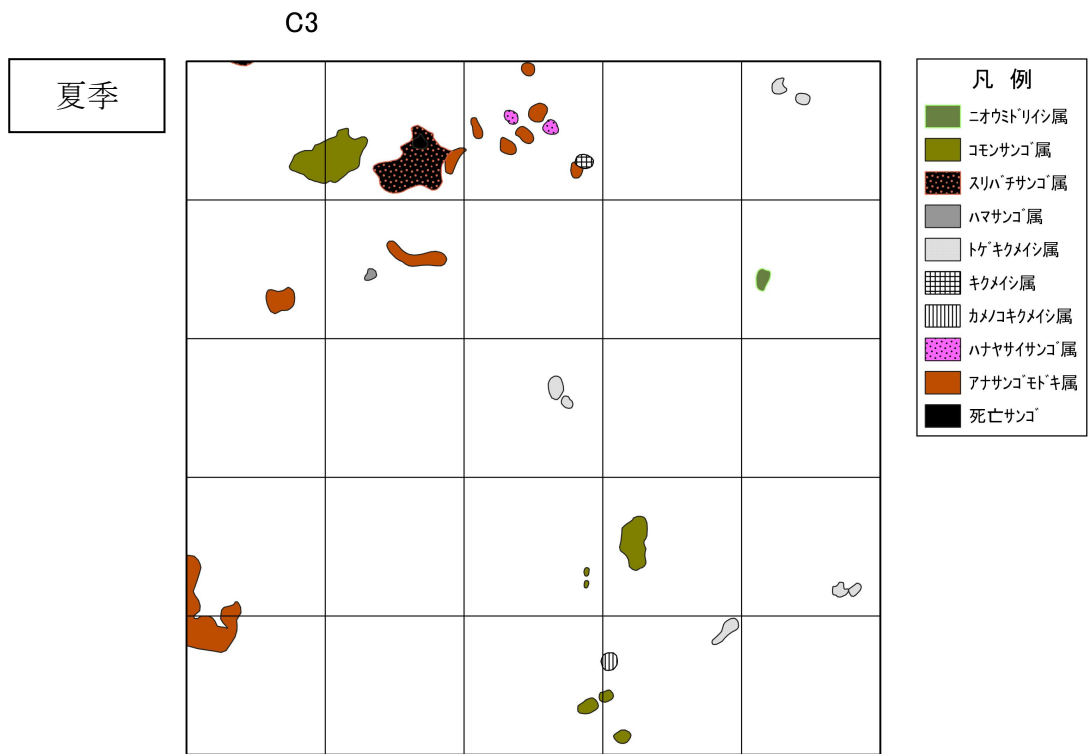 C3
夏季
凡 例
ニオウミドリイシ属
コモンサンゴ属
スリバチサンゴ属
ハマサンゴ属
トゲキクメイシ属
キクメイシ属
カメノコキクメイシ属
ハナヤサイサンゴ属
アナサンゴモドキ属
死亡サンゴ